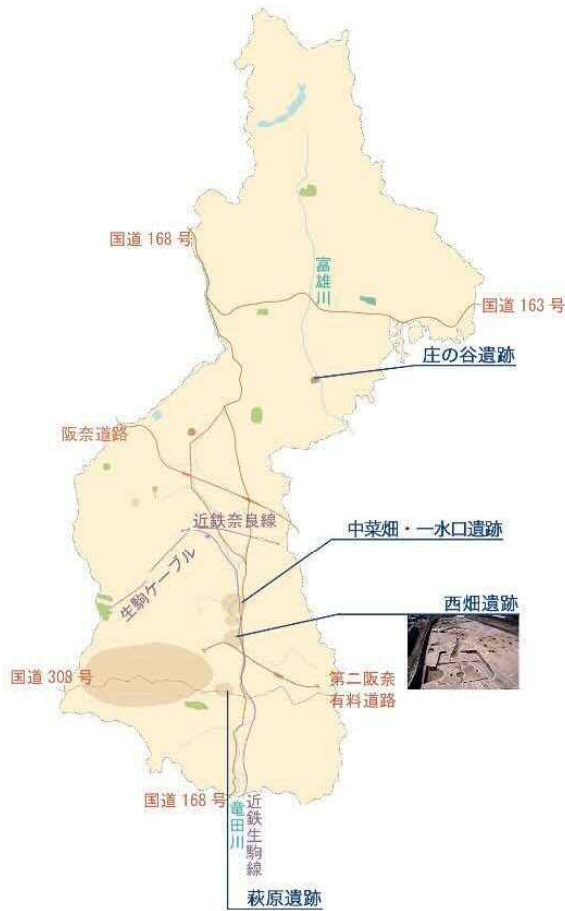 国道 168 号
富雄川
国道 163 号
庄の谷遺跡
阪奈道路
近鉄奈良線
中菜畑・一水口遺跡
生駒ケーブル
西畑遺跡
国道 308 号
第二阪奈
有料道路
国道 168 号
竜田川
近鉄生駒線
萩原遺跡